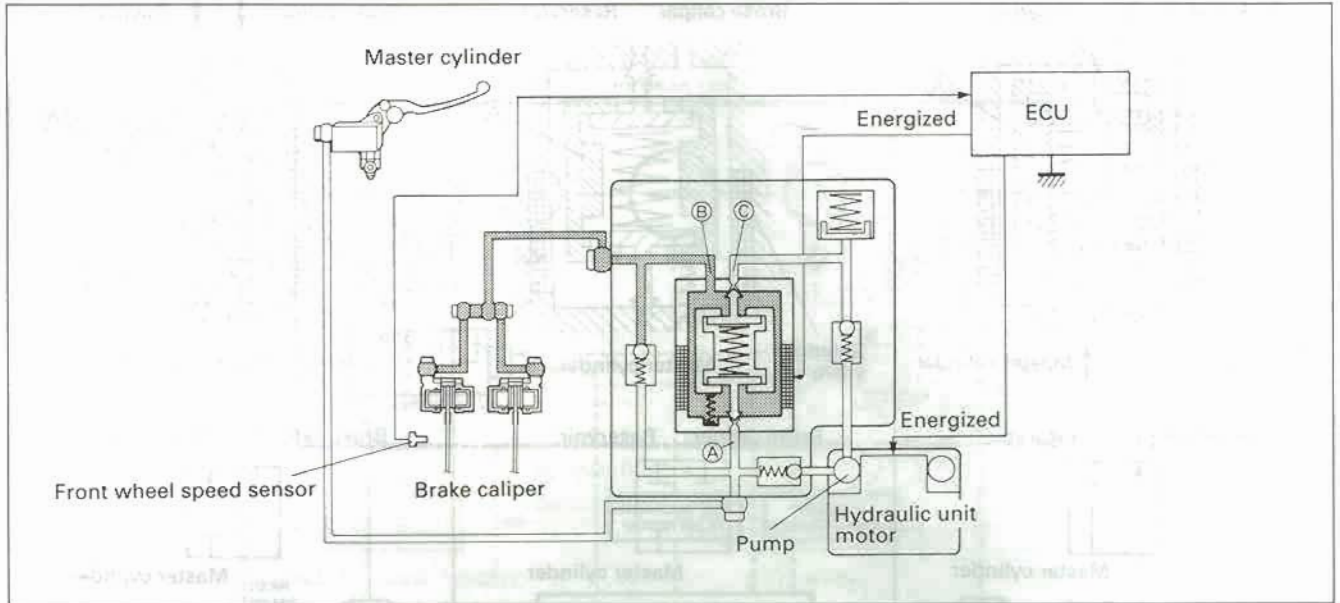 Master cylinder
ECU
Energized
B
C
A
Energized
Front wheel speed sensor
Brake caliper
Pump
Hydraulic unit
motor